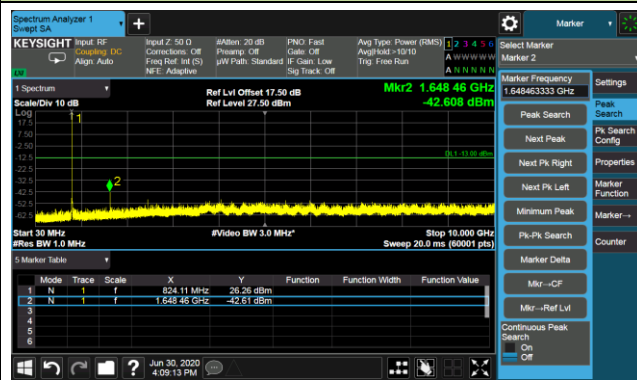 Spectrum Analyzer 1
Swept SA
+
Marker
KEYSIGHT
Input: RF
Coupling: DC
Align: Auto
Input Z: 50 Ω
Corrections: Off
Freq Ref: Int (S)
NFE: Adaptive
#Atten: 20 dB
Preamp: Off
µW Path: Standard
PNO: Fast
Gate: Off
IF Gain: Low
Sig Track: Off
Avg Type: Power (RMS)
Avg|Hold:>10/10
Trig: Free Run
1 2 3 4 5 6
A W W W W W
A N N N N N
Select Marker
Marker 2
Marker Frequency
1.648463333 GHz
Settings
Peak Search
Peak
Search
Next Peak
Pk Search
Config
Next Pk Right
Properties
Next Pk Left
Marker
Function
Minimum Peak
Marker→
Pk-Pk Search
Counter
Marker Delta
Mkr→CF
Mkr→Ref Lvl
Continuous Peak
Search
On
Off
1 Spectrum
Scale/Div 10 dB
Ref Lvl Offset 17.50 dB
Ref Level 27.50 dBm
Mkr2 1.648 46 GHz
-42.608 dBm
Log
17.5
7.50
-2.50
-12.5
-22.5
-32.5
-42.5
-52.5
-62.5
1
2
DL1 -13.00 dBm
Start 30 MHz
#Res BW 1.0 MHz
#Video BW 3.0 MHz*
Stop 10.000 GHz
Sweep 20.0 ms (60001 pts)
5 Marker Table
Mode Trace Scale X Y Function Function Width Function Value
1 N 1 f 824.11 MHz 26.26 dBm
2 N 1 f 1.648 46 GHz -42.61 dBm
3
4
5
6
?
Jun 30, 2020
4:09:13 PM